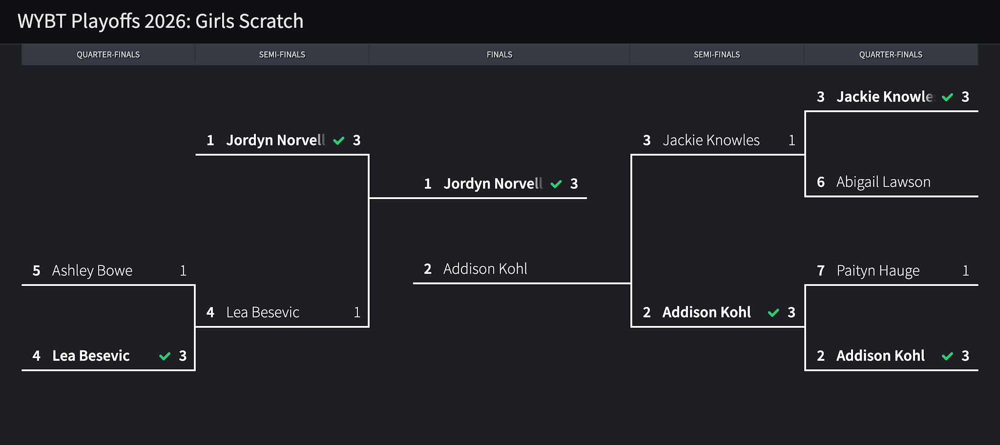 WYBT Playoffs 2026: Girls Scratch
QUARTER-FINALS SEMI-FINALS FINALS SEMI-FINALS QUARTER-FINALS
3 Jackie Knowle 3
1 Jordyn Norvell 3
3 Jackie Knowles 1
1 Jordyn Norvell 3
6 Abigail Lawson
5 Ashley Bowe 1
2 Addison Kohl
7 Paityn Hauge 1
4 Lea Besevic 1
2 Addison Kohl 3
4 Lea Besevic 3
2 Addison Kohl 3